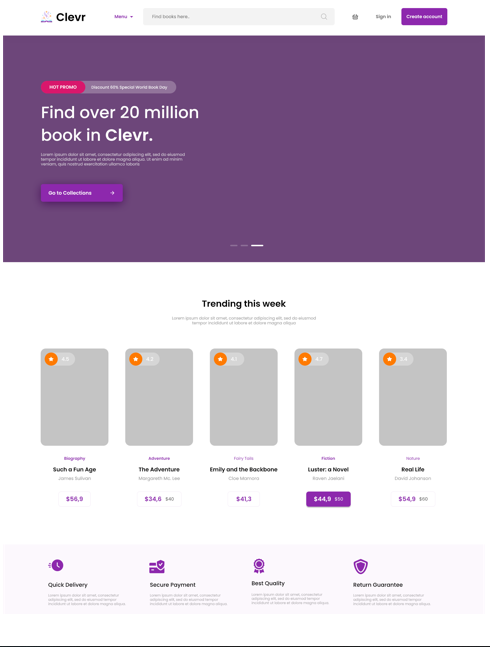 Clevr
Menu
Find books here..
Sign In
Create account
HOT PROMO
Discount 50% Special World Book Day
Find over 20 million
book in Clevr.
Lorem ipsum dolor sit amet, consectetur adipiscing elit, sed do eiusmod
tempor incididunt ut labore et dolore magna aliqua. Ut enim ad minim
veniam, quis nostrud exercitation ullamco laboris
Go to Collections
Trending this week
Lorem ipsum dolor sit amet, consectetur adipiscing elit, sed do eiusmod
tempor incididunt ut labore et dolore magna aliqua
4.2
4.7
3.4
Biography
Adventure
Fairy Tails
Fiction
Nature
Such a Fun Age
The Adventure
Emily and the Backbone
Luster: a Novel
Real Life
James Sullivan
Margareth Mc. Lee
Cloe Mamora
Raven Jaelani
David Johanson
$56,9
$34,6 $40
$41,3
$44,9 $50
$54,9 $60
Quick Delivery
Secure Payment
Best Quality
Return Guarantee
Lorem ipsum dolor sit amet, consectetur
adipiscing elit, sed do eiusmod tempor
incididunt ut labore et dolore magna aliqua.
Lorem ipsum dolor sit amet, consectetur
adipiscing elit, sed do eiusmod tempor
incididunt ut labore et dolore magna aliqua.
Lorem ipsum dolor sit amet, consectetur
adipiscing elit, sed do eiusmod tempor
incididunt ut labore et dolore magna aliqua.
Lorem ipsum dolor sit amet, consectetur
adipiscing elit, sed do eiusmod tempor
incididunt ut labore et dolore magna aliqua.